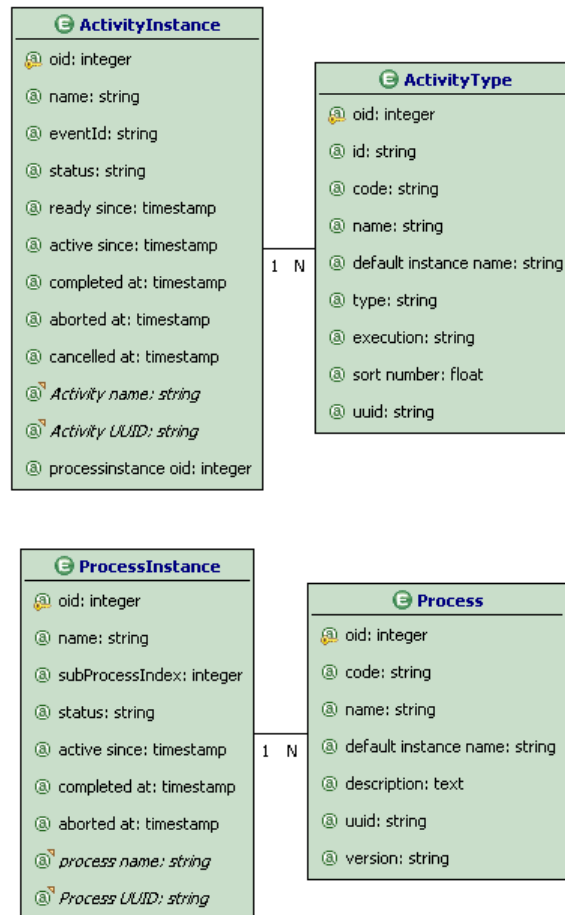 ActivityInstance
oid: integer
name: string
eventId: string
status: string
ready since: timestamp
active since: timestamp
completed at: timestamp
aborted at: timestamp
cancelled at: timestamp
Activity name: string
Activity UUID: string
processinstance oid: integer
1 N
ActivityType
oid: integer
id: string
code: string
name: string
default instance name: string
type: string
execution: string
sort number: float
uuid: string
ProcessInstance
oid: integer
name: string
subProcessIndex: integer
status: string
active since: timestamp
completed at: timestamp
aborted at: timestamp
process name: string
Process UUID: string
1 N
Process
oid: integer
code: string
name: string
default instance name: string
description: text
uuid: string
version: string